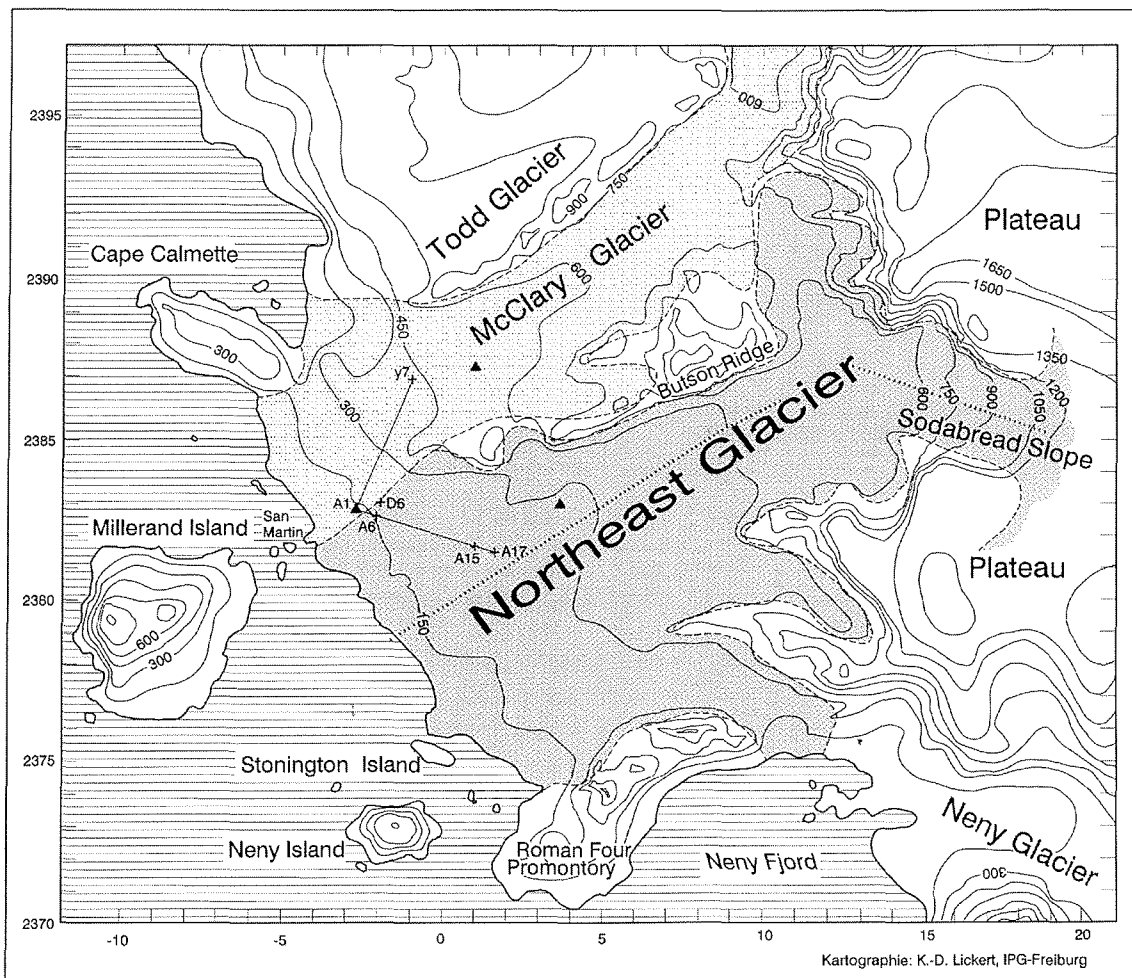 2395
2390
2385
2380
2375
2370
-10
-5
0
5
10
15
20
Todd Glacier
McClary Glacier
Northeast Glacier
Butson Ridge
Sodabread Slope
Plateau
Plateau
Neny Glacier
Cape Calmette
Millerand Island
San
Martin
Stonington Island
Neny Island
Roman Four
Promontory
Neny Fjord
y7
A1
D6
A6
A15
A17
600
750
900
600
450
300
300
150
600
300
1650
1500
1350
1200
1050
900
750
600
300
Kartographie: K.-D. Lickert, IPG-Freiburg